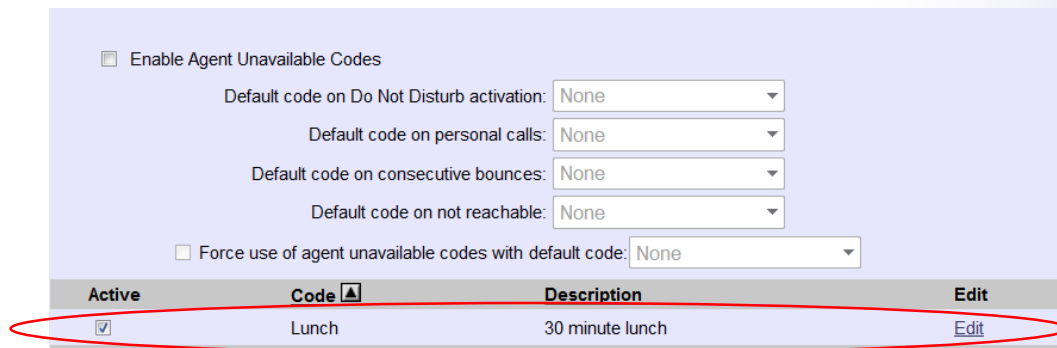 Enable Agent Unavailable Codes
Default code on Do Not Disturb activation: None
Default code on personal calls: None
Default code on consecutive bounces: None
Default code on not reachable: None
Force use of agent unavailable codes with default code: None
Active Code Description Edit
Lunch 30 minute lunch Edit